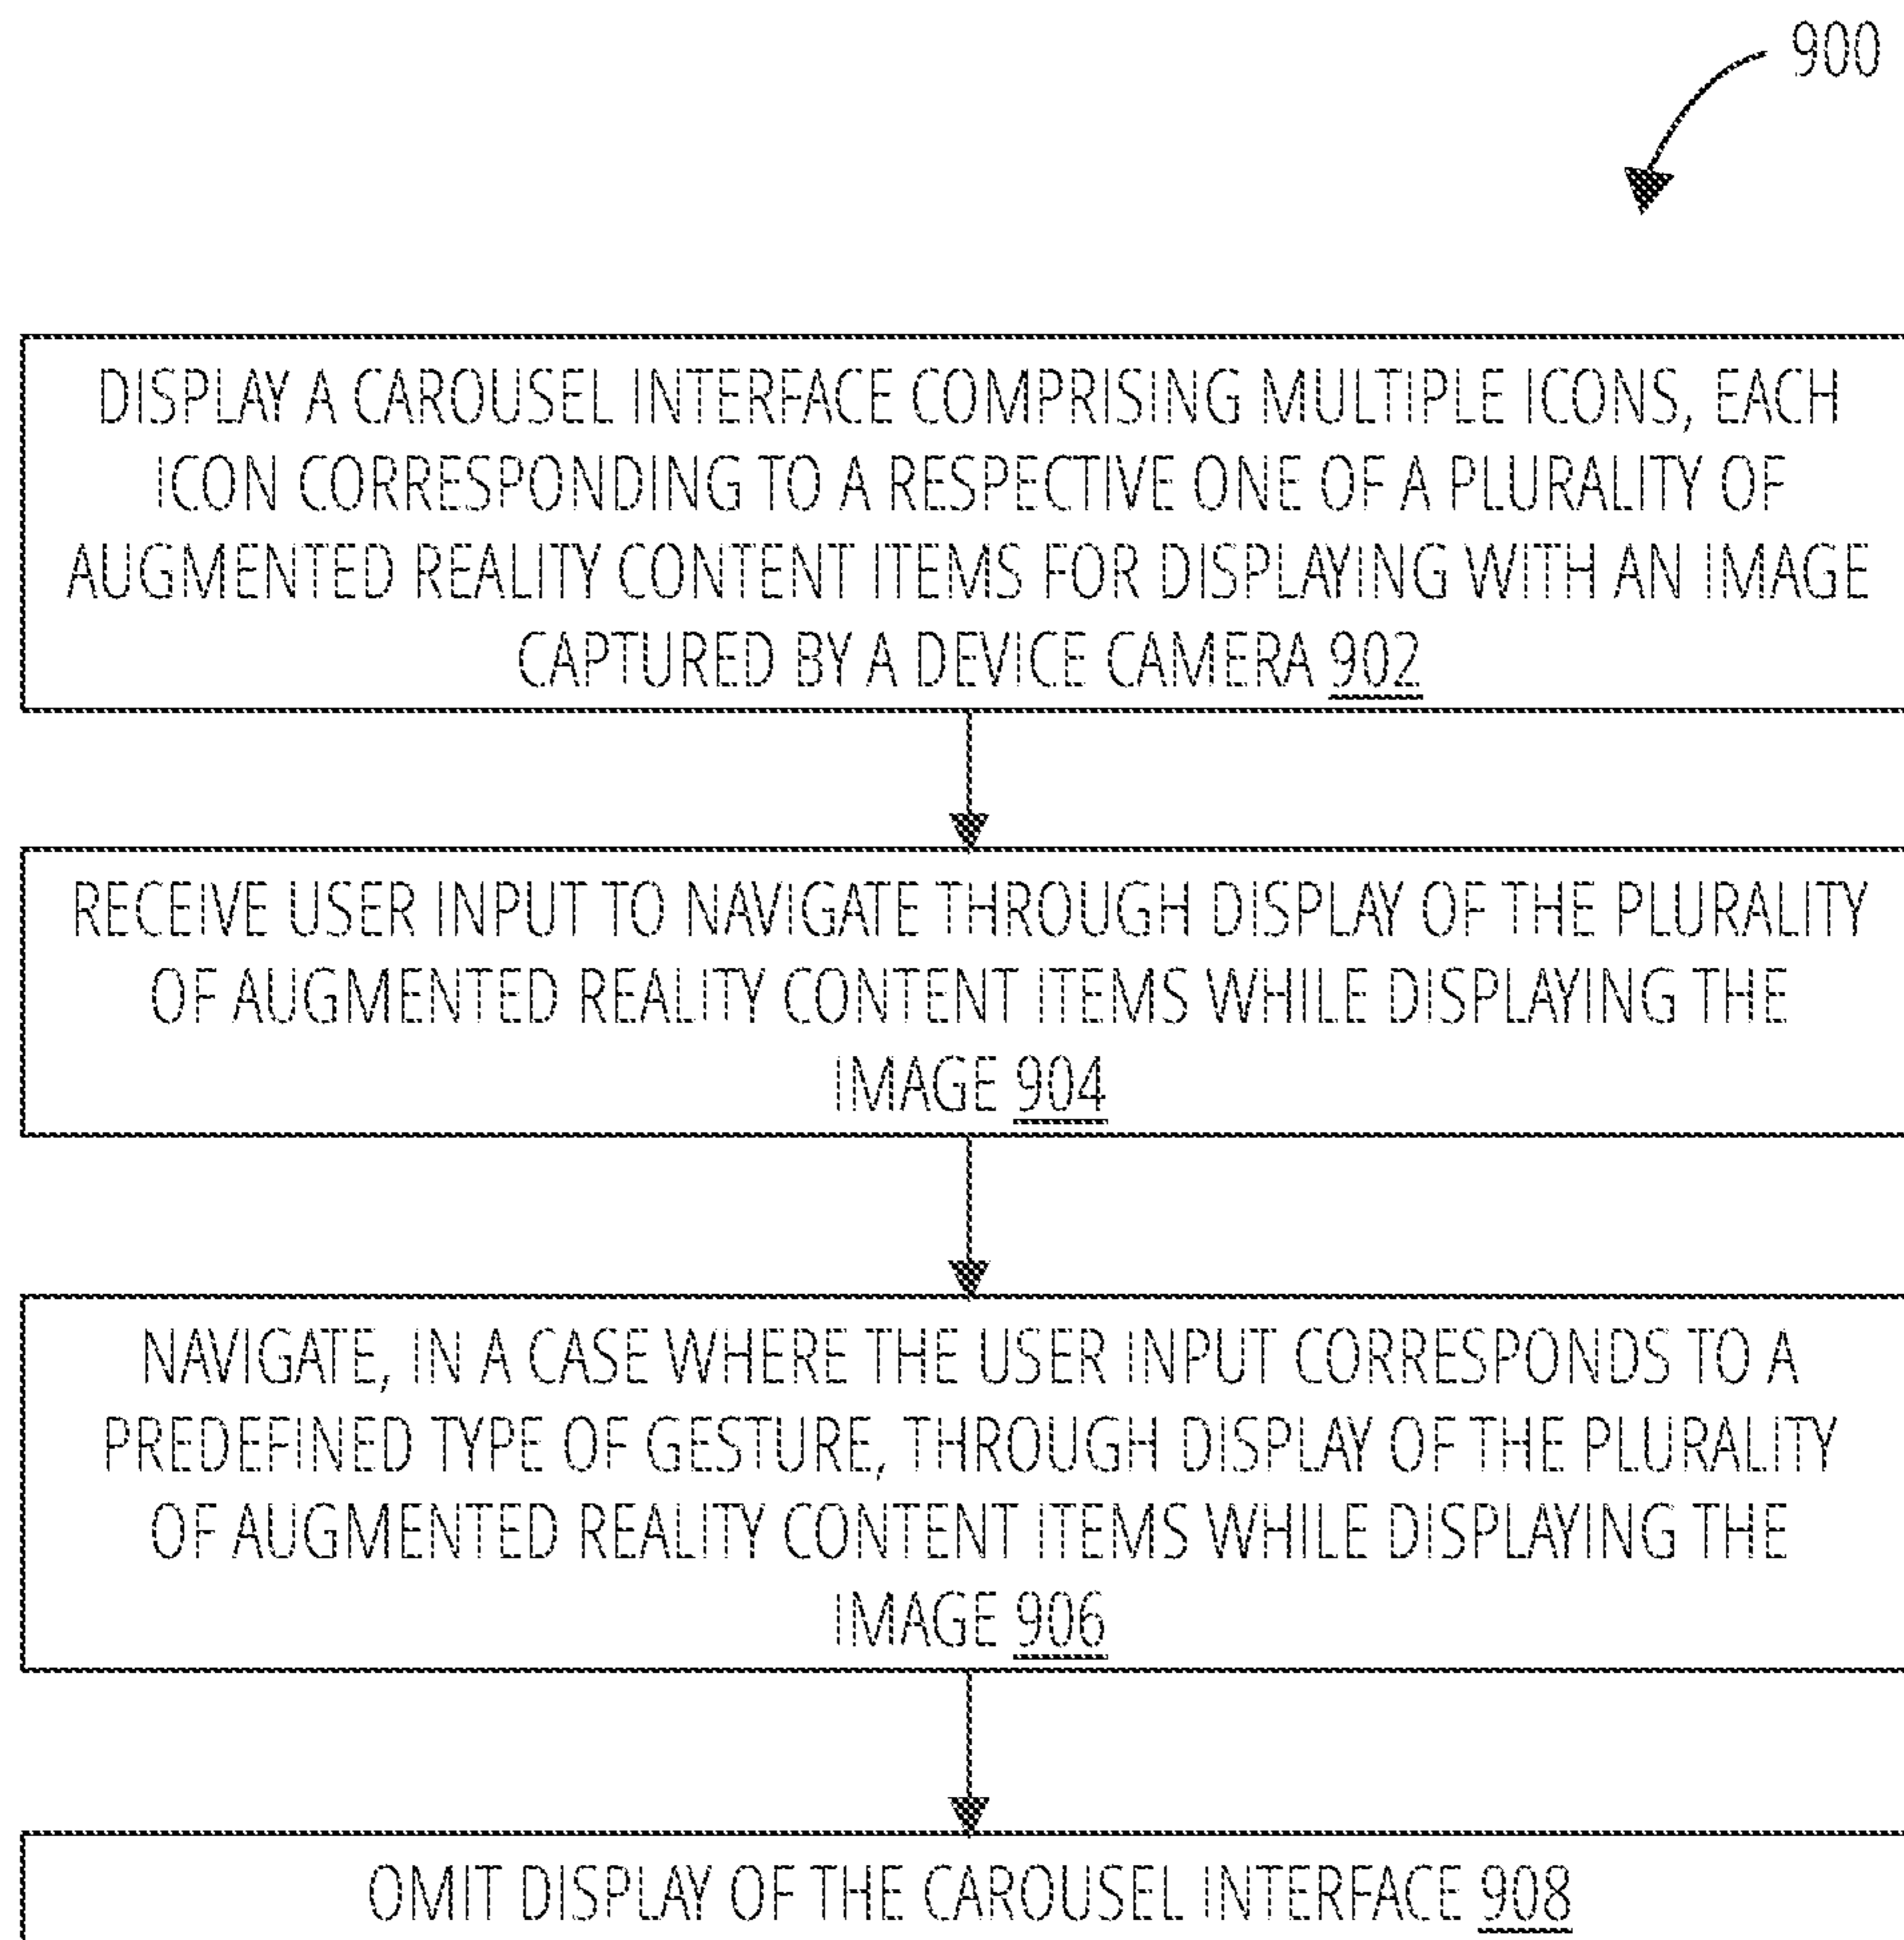 900
DISPLAY A CAROUSEL INTERFACE COMPRISING MULTIPLE ICONS, EACH
ICON CORRESPONDING TO A RESPECTIVE ONE OF A PLURALITY OF
AUGMENTED REALITY CONTENT ITEMS FOR DISPLAYING WITH AN IMAGE
CAPTURED BY A DEVICE CAMERA 902
RECEIVE USER INPUT TO NAVIGATE THROUGH DISPLAY OF THE PLURALITY
OF AUGMENTED REALITY CONTENT ITEMS WHILE DISPLAYING THE
IMAGE 904
NAVIGATE, IN A CASE WHERE THE USER INPUT CORRESPONDS TO A
PREDEFINED TYPE OF GESTURE, THROUGH DISPLAY OF THE PLURALITY
OF AUGMENTED REALITY CONTENT ITEMS WHILE DISPLAYING THE
IMAGE 906
OMIT DISPLAY OF THE CAROUSEL INTERFACE 908